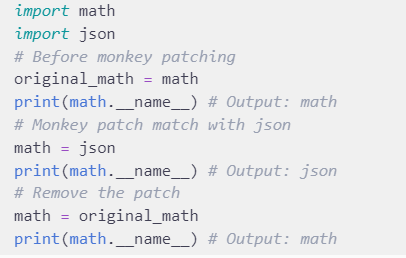 import math
import json
# Before monkey patching
original_math = math
print(math.__name__) # Output: math
# Monkey patch match with json
math = json
print(math.__name__) # Output: json
# Remove the patch
math = original_math
print(math.__name__) # Output: math